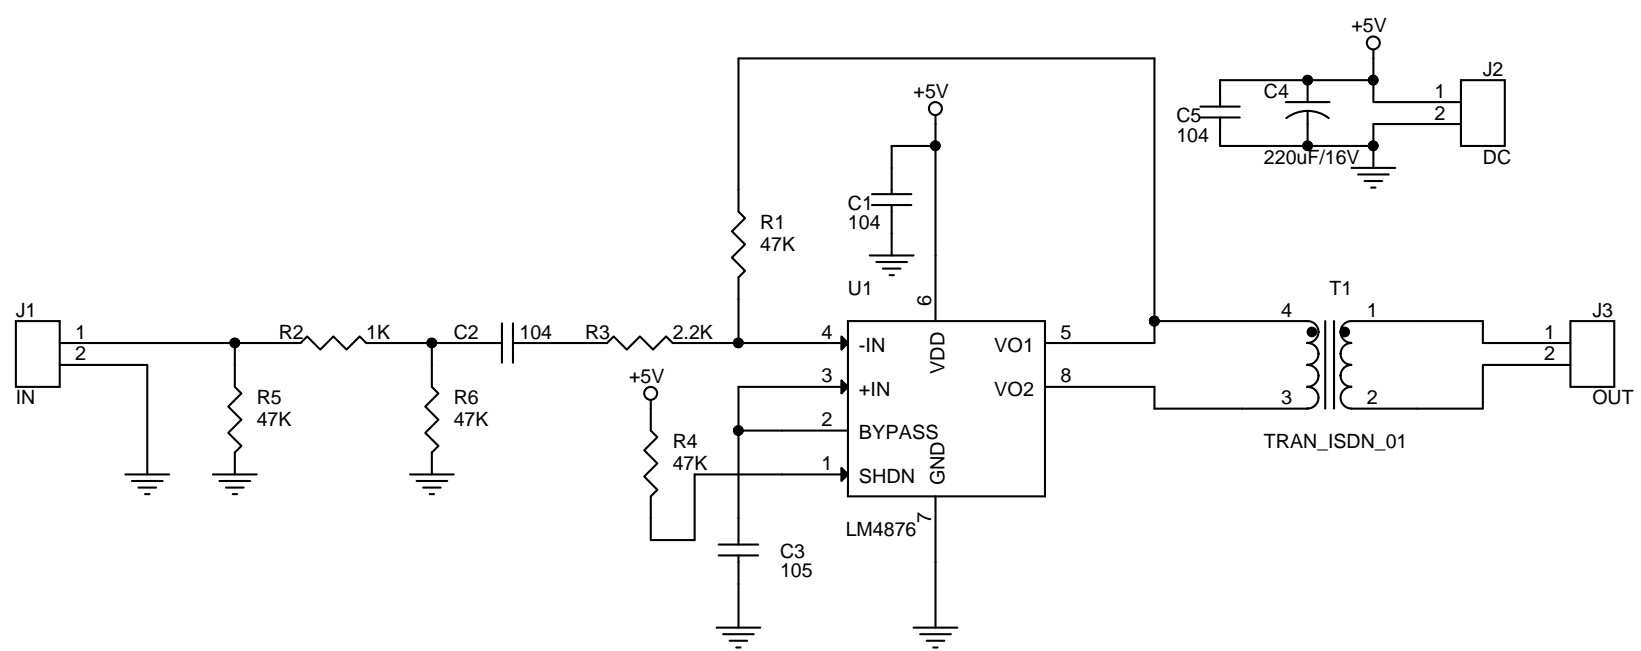 +5V
J2
1
2
C4
C5
104
220uF/16V
DC
+5V
C1
104
R1
47K
U1
6
T1
J1
1
2
IN
R2
1K
C2
104
R3
2.2K
4
-IN
VDD
VO1
5
4
1
J3
1
2
OUT
+5V
3
+IN
VO2
8
3
2
R5
47K
R6
47K
R4
47K
2
BYPASS
1
SHDN
GND
TRAN_ISDN_01
LM4876
7
C3
105